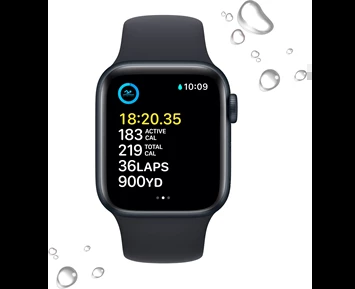 10:09
18:20.35
183 ACTIVE CAL
219 TOTAL CAL
36LAPS
900YD